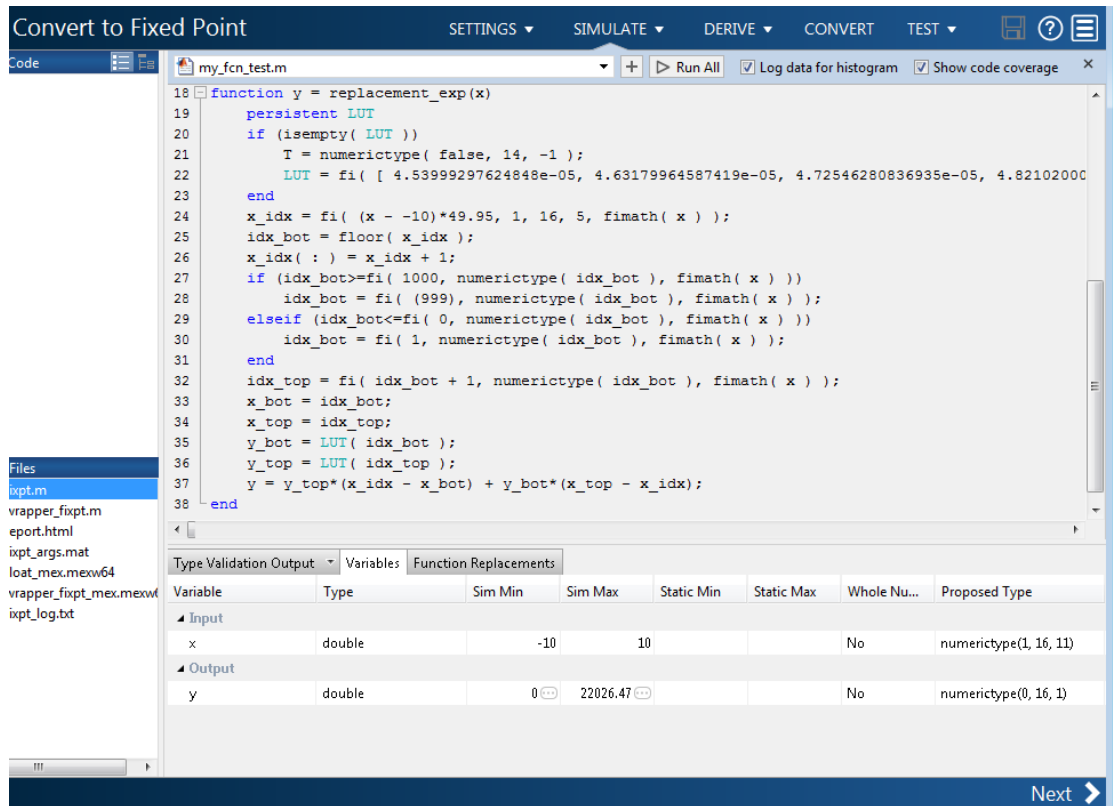 Convert to Fixed Point
SETTINGS ▼ SIMULATE ▼ DERIVE ▼ CONVERT TEST ▼
Code
my_fcn_test.m
Run All Log data for histogram Show code coverage
18 function y = replacement_exp(x)
19 persistent LUT
20 if (isempty( LUT ))
21 T = numerictype( false, 14, -1 );
22 LUT = fi( [ 4.53999297624848e-05, 4.63179964587419e-05, 4.72546280836935e-05, 4.82102000
23 end
24 x_idx = fi( (x - -10)*49.95, 1, 16, 5, fimath( x ) );
25 idx_bot = floor( x_idx );
26 x_idx( : ) = x_idx + 1;
27 if (idx_bot>=fi( 1000, numerictype( idx_bot ), fimath( x ) ))
28 idx_bot = fi( (999), numerictype( idx_bot ), fimath( x ) );
29 elseif (idx_bot<=fi( 0, numerictype( idx_bot ), fimath( x ) ))
30 idx_bot = fi( 1, numerictype( idx_bot ), fimath( x ) );
31 end
32 idx_top = fi( idx_bot + 1, numerictype( idx_bot ), fimath( x ) );
33 x_bot = idx_bot;
34 x_top = idx_top;
35 y_bot = LUT( idx_bot );
36 y_top = LUT( idx_top );
37 y = y_top*(x_idx - x_bot) + y_bot*(x_top - x_idx);
38 end
Files
ixpt.m
vrapper_fixpt.m
eport.html
ixpt_args.mat
loat_mex.mexw64
vrapper_fixpt_mex.mexw6
ixpt_log.txt
Type Validation Output Variables Function Replacements
Variable Type Sim Min Sim Max Static Min Static Max Whole Nu... Proposed Type
Input
x double -10 10 No numerictype(1, 16, 11)
Output
y double 0 22026.47 No numerictype(0, 16, 1)
Next